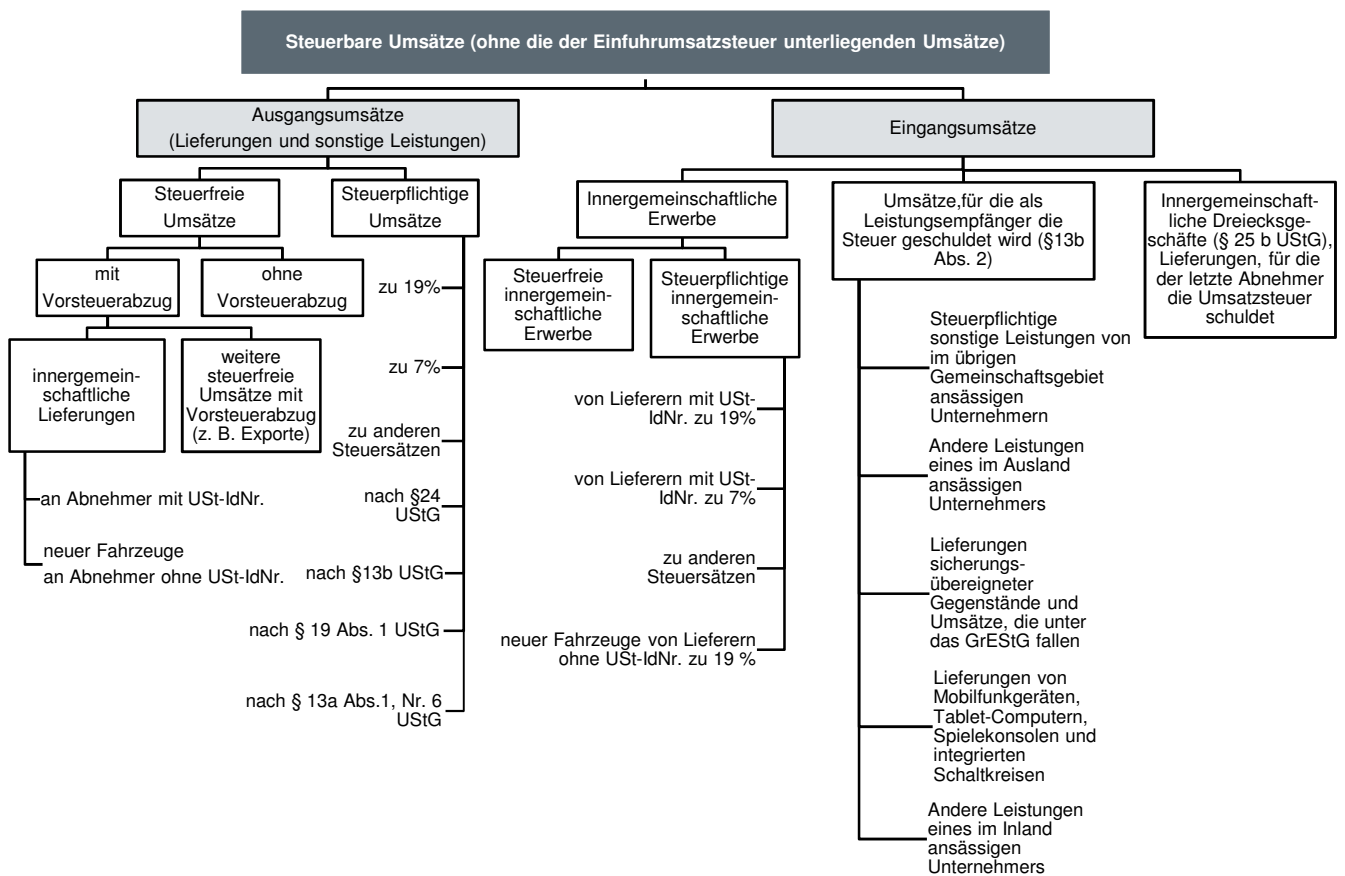 Steuerbare Umsätze (ohne die der Einfuhrumsatzsteuer unterliegenden Umsätze)
Ausgangsumsätze
(Lieferungen und sonstige Leistungen)
Steuerfreie
Umsätze
Steuerpflichtige
Umsätze
mit
Vorsteuerabzug
ohne
Vorsteuerabzug
innergemein-
schaftliche
Lieferungen
weitere
steuerfreie
Umsätze mit
Vorsteuerabzug
(z. B. Exporte)
an Abnehmer mit USt-IdNr.
neuer Fahrzeuge
an Abnehmer ohne USt-IdNr.
zu 19%
zu 7%
zu anderen
Steuersätzen
nach §24
UStG
nach §13b UStG
nach § 19 Abs. 1 UStG
nach § 13a Abs.1, Nr. 6
UStG
Eingangsumsätze
Innergemeinschaftliche
Erwerbe
Steuerfreie
innergemein-
schaftliche
Erwerbe
Steuerpflichtige
innergemein-
schaftliche
Erwerbe
von Lieferern mit USt-
IdNr. zu 19%
von Lieferern mit USt-
IdNr. zu 7%
zu anderen
Steuersätzen
neuer Fahrzeuge von Lieferern
ohne USt-IdNr. zu 19 %
Umsätze,für die als
Leistungsempfänger die
Steuer geschuldet wird (§13b
Abs. 2)
Steuerpflichtige
sonstige Leistungen von
im übrigen
Gemeinschaftsgebiet
ansässigen
Unternehmern
Andere Leistungen
eines im Ausland
ansässigen
Unternehmers
Lieferungen
sicherungs-
übereigneter
Gegenstände und
Umsätze, die unter
das GrEStG fallen
Lieferungen von
Mobilfunkgeräten,
Tablet-Computern,
Spielekonsolen und
integrierten
Schaltkreisen
Andere Leistungen
eines im Inland
ansässigen
Unternehmers
Innergemeinschaft-
liche Dreiecksge-
schäfte (§ 25 b UStG),
Lieferungen, für die
der letzte Abnehmer
die Umsatzsteuer
schuldet